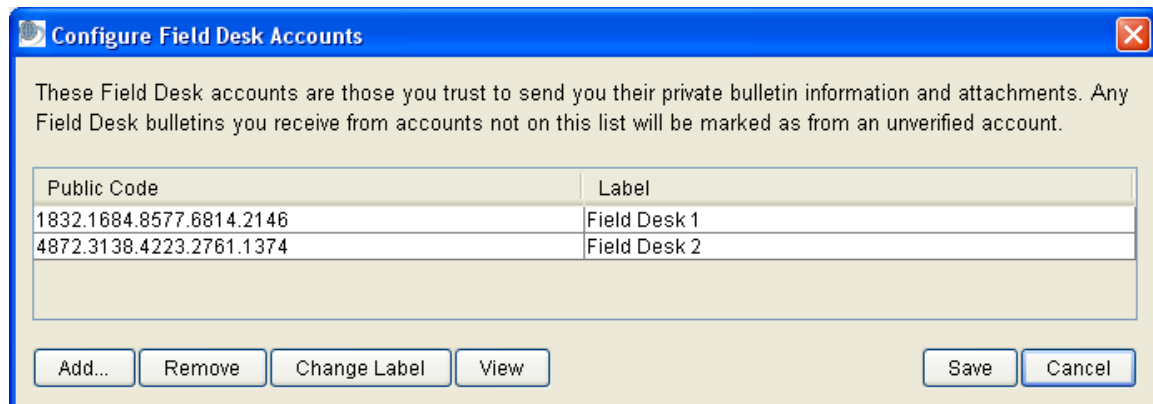 Configure Field Desk Accounts
These Field Desk accounts are those you trust to send you their private bulletin information and attachments. Any
Field Desk bulletins you receive from accounts not on this list will be marked as from an unverified account.
Public Code Label
1832.1684.8577.6814.2146 Field Desk 1
4872.3138.4223.2761.1374 Field Desk 2
Add... Remove Change Label View Save Cancel